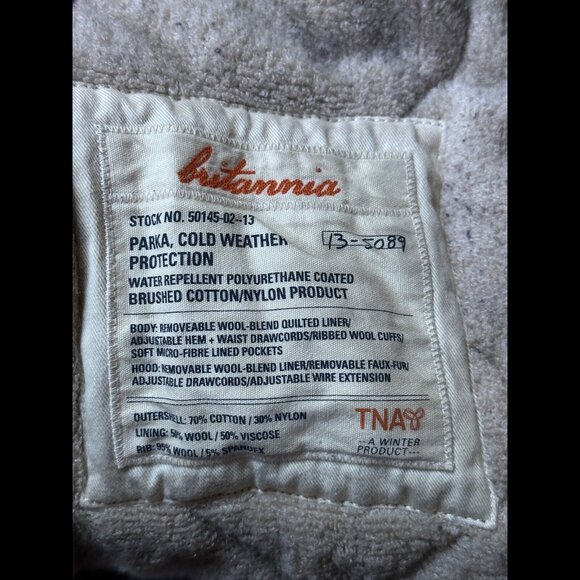 britannia
STOCK NO. 50145-02--13
PARKA, COLD WEATHER 13-5089
PROTECTION
WATER REPELLENT POLYURETHANE COATED
BRUSHED COTTON/NYLON PRODUCT
BODY: REMOVEABLE WOOL-BLEND QUILTED LINER/
ADJUSTABLE HEM + WAIST DRAWCORDS/RIBBED WOOL CUFFS/
SOFT MICRO-FIBRE LINED POCKETS
HOOD: REMOVABLE WOOL-BLEND LINER/REMOVABLE FAUX-FUR/
ADJUSTABLE DRAWCORDS/ADJUSTABLE WIRE EXTENSION
OUTERSHELL: 70% COTTON / 30% NYLON
LINING: 50% WOOL / 50% VISCOSE
RIB: 95% WOOL / 5% SPANDEX
TNA
--A WINTER
PRODUCT---